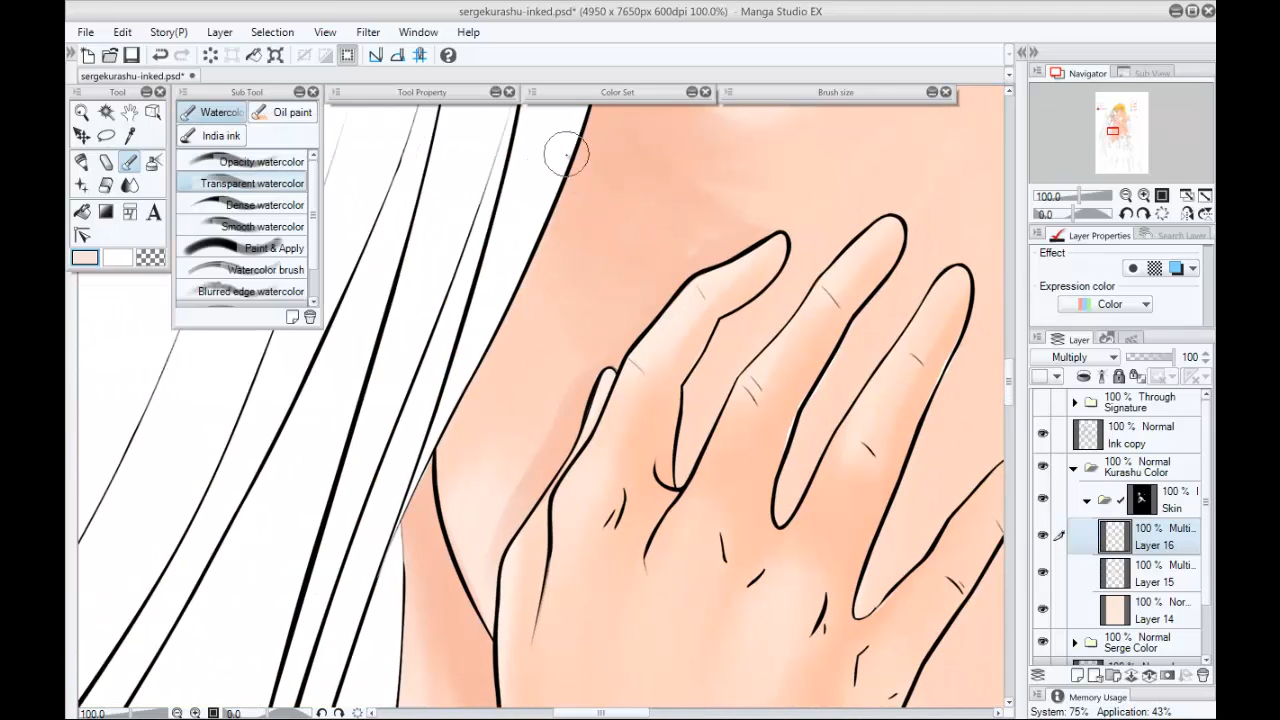 sergekurashu-inked.psd* (4950 x 7650px 600dpi 100.0%) - Manga Studio EX
File Edit Story(P) Layer Selection View Filter Window Help
sergekurashu-inked.psd*
Tool
Sub Tool
Tool Property
Color Set
Brush size
Navigator
Sub View
Watercolo
Oil paint
India ink
Opacity watercolor
Transparent watercolor
Dense watercolor
Smooth watercolor
Paint & Apply
Watercolor brush
Blurred edge watercolor
A
100.0
0.0
Layer Properties
Search Layer
Effect
Expression color
Color
Layer
Multiply 100
100 % Through
Signature
100 % Normal
Ink copy
100 % Normal
Kurashu Color
100 %
Skin
100 % Multi..
Layer 16
100 % Multi..
Layer 15
100 % Nor...
Layer 14
100 % Normal
Serge Color
100 % Normal
Memory Usage
System: 75% Application: 43%
100.0 0.0